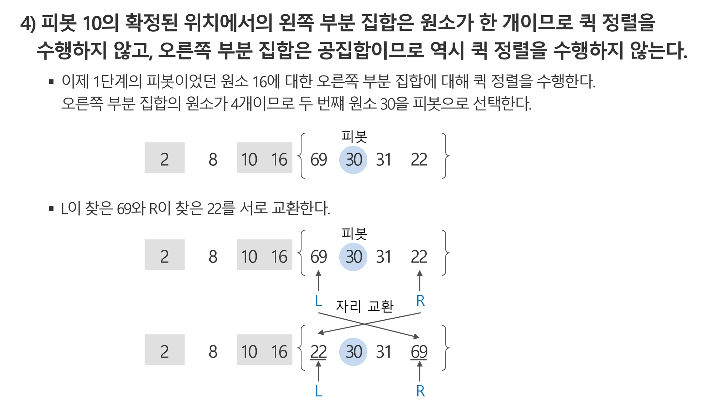 4) 피봇 10의 확정된 위치에서의 왼쪽 부분 집합은 원소가 한 개이므로 퀵 정렬을
수행하지 않고, 오른쪽 부분 집합은 공집합이므로 역시 퀵 정렬을 수행하지 않는다.
▪ 이제 1단계의 피봇이었던 원소 16에 대한 오른쪽 부분 집합에 대해 퀵 정렬을 수행한다.
오른쪽 부분 집합의 원소가 4개이므로 두 번째 원소 30을 피봇으로 선택한다.
피봇
2 8 10 16 { 69 30 31 22 }
▪ L이 찾은 69와 R이 찾은 22를 서로 교환한다.
피봇
2 8 10 16 { 69 30 31 22 }
L 자리 교환 R
2 8 10 16 { 22 30 31 69 }
L R